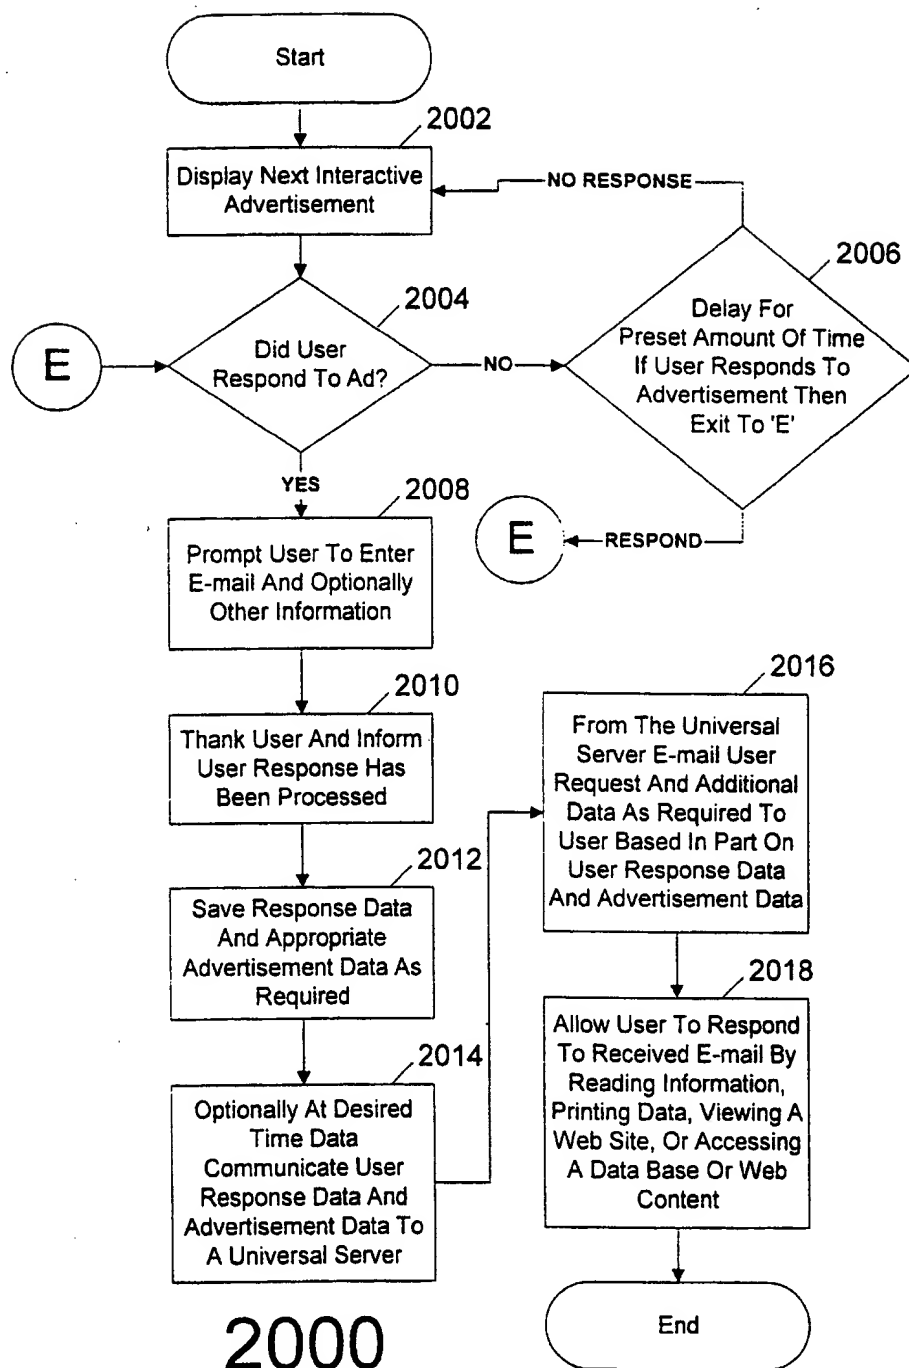 Start
2002
Display Next Interactive
Advertisement
NO RESPONSE
2006
Delay For
Preset Amount Of Time
If User Responds To
Advertisement Then
Exit To 'E'
2004
E
Did User
Respond To Ad?
NO
YES
E
RESPOND
2008
Prompt User To Enter
E-mail And Optionally
Other Information
2010
Thank User And Inform
User Response Has
Been Processed
2012
Save Response Data
And Appropriate
Advertisement Data As
Required
2014
Optionally At Desired
Time Data
Communicate User
Response Data And
Advertisement Data To
A Universal Server
2016
From The Universal
Server E-mail User
Request And Additional
Data As Required To
User Based In Part On
User Response Data
And Advertisement Data
2018
Allow User To Respond
To Received E-mail By
Reading Information,
Printing Data, Viewing A
Web Site, Or Accessing
A Data Base Or Web
Content
End
2000